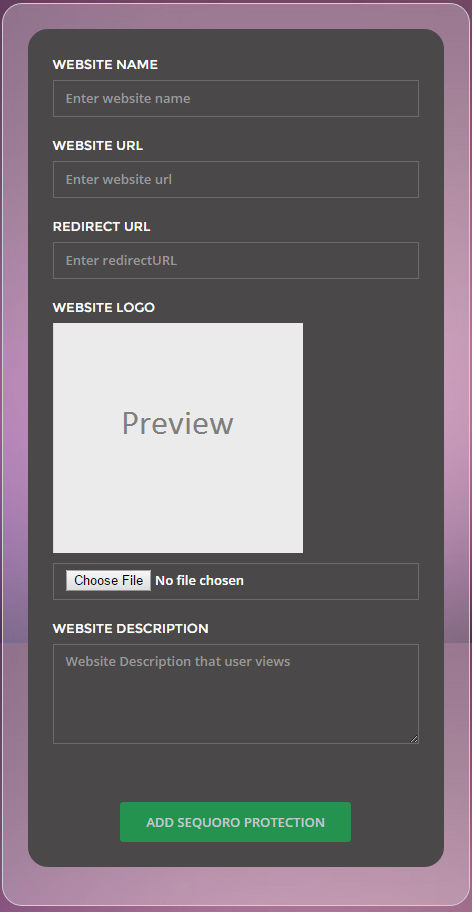 WEBSITE NAME
Enter website name
WEBSITE URL
Enter website url
REDIRECT URL
Enter redirectURL
WEBSITE LOGO
Preview
Choose File No file chosen
WEBSITE DESCRIPTION
Website Description that user views
ADD SEQUORO PROTECTION